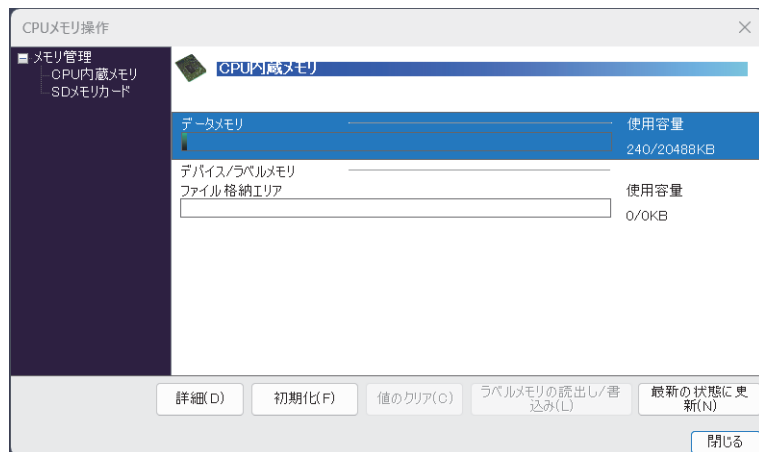 CPUメモリ操作
メモリ管理
CPU内蔵メモリ
SDメモリカード
CPU内蔵メモリ
データメモリ
使用容量
240/20488KB
デバイス/ラベルメモリ
ファイル格納エリア
使用容量
0/0KB
詳細(D)
初期化(F)
値のクリア(C)
ラベルメモリの読出し/書
込み(L)
最新の状態に更
新(N)
閉じる